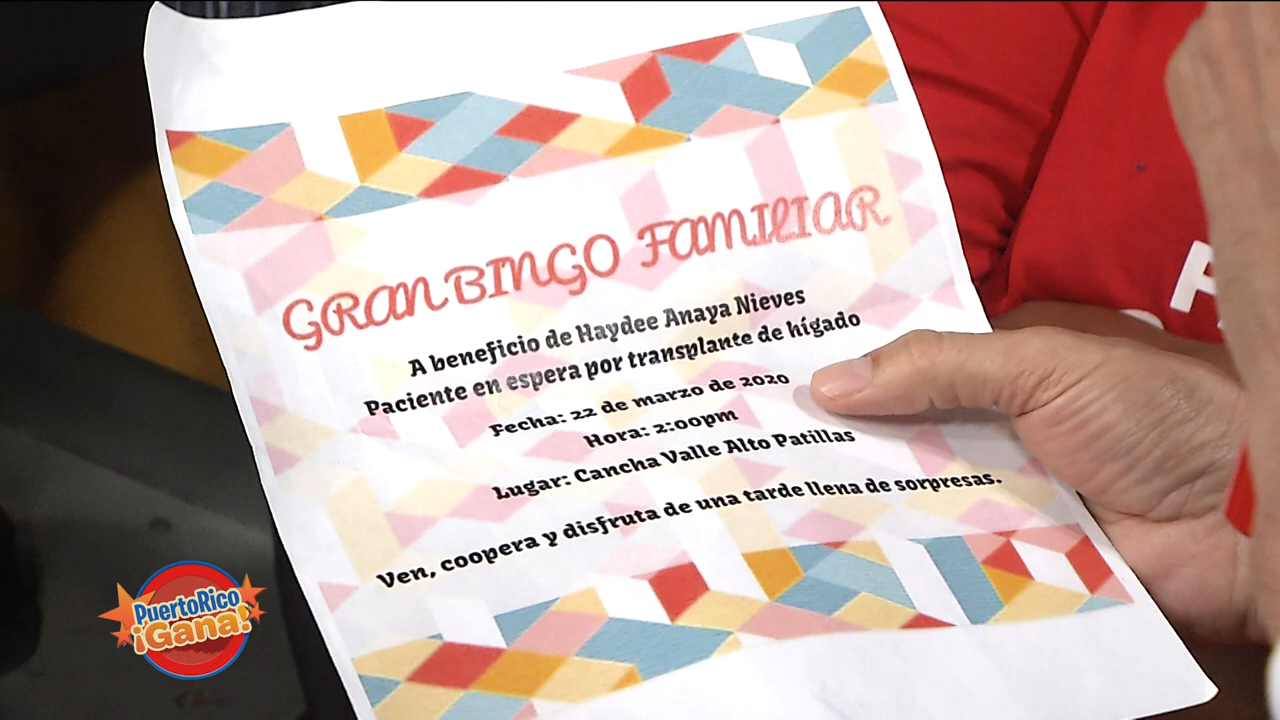 GRAN BINGO FAMILIAR
A beneficio de Haydee Anaya Nieves
Paciente en espera por transplante de hígado
Fecha: 22 de marzo de 2020
Hora: 2:00pm
Lugar: Cancha Valle Alto Patillas
Ven, coopera y disfruta de una tarde llena de sorpresas.
PuertoRico
¡Gana!